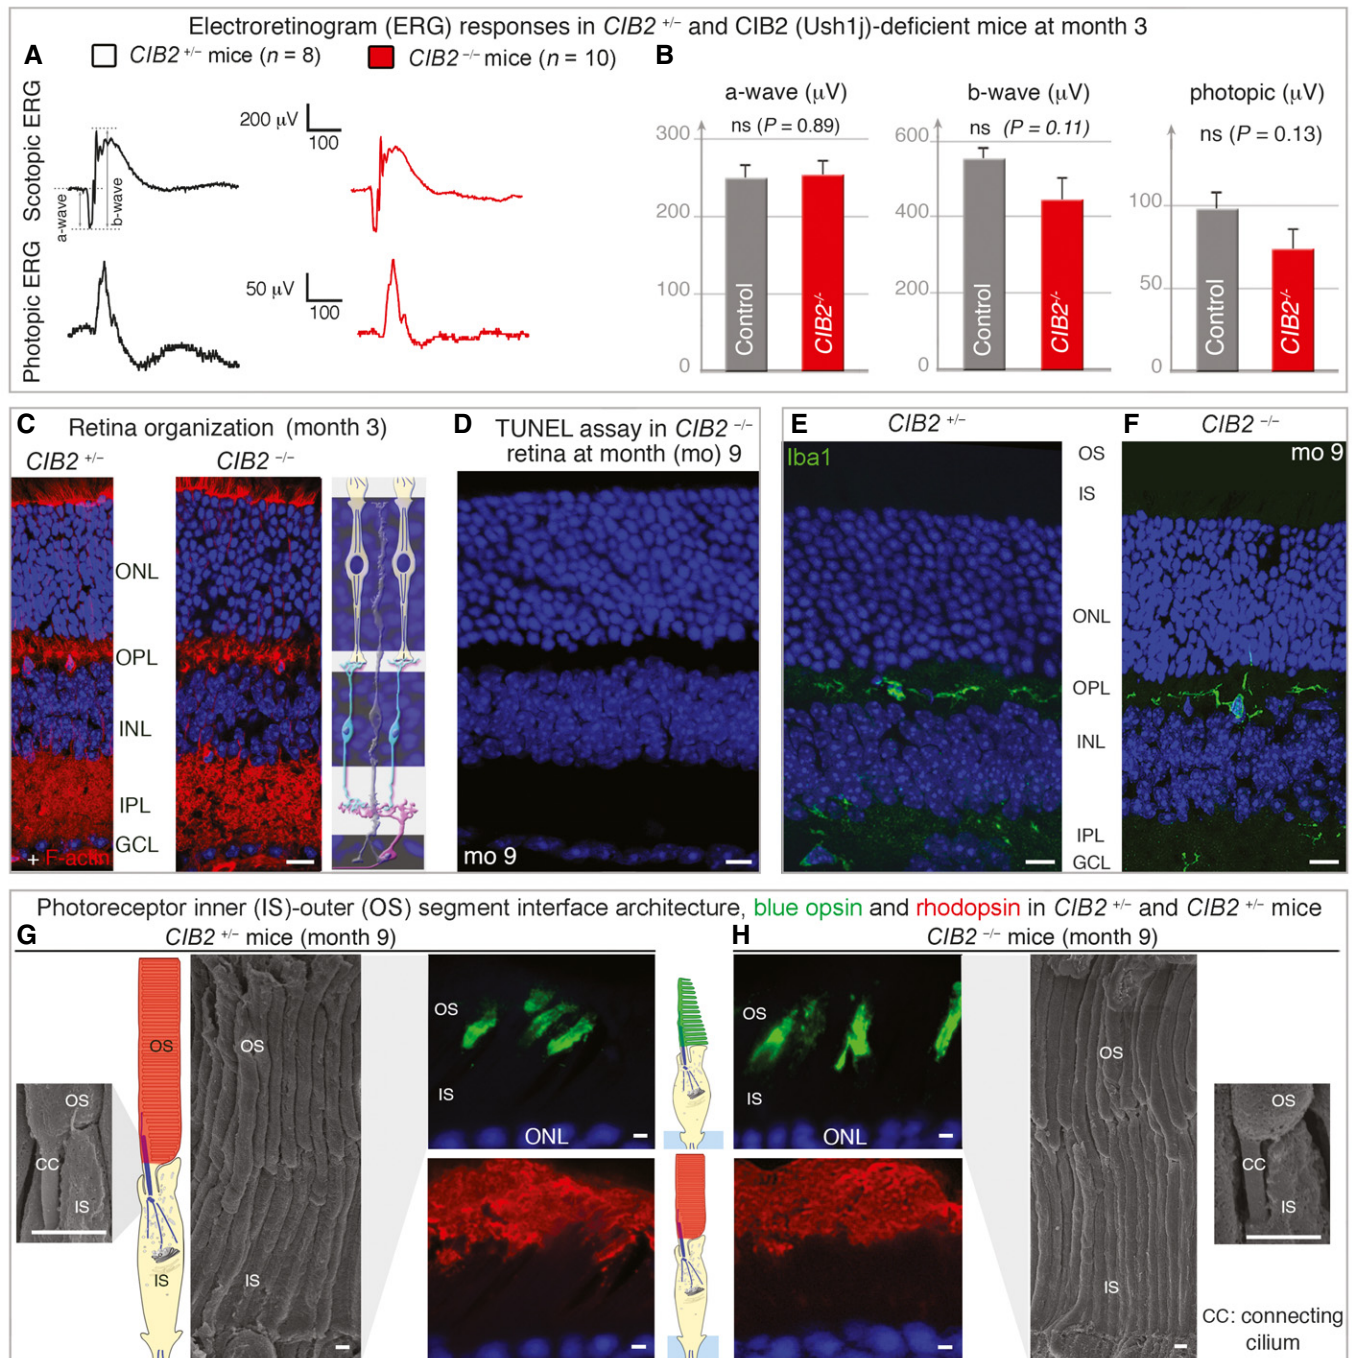 Electroretinogram (ERG) responses in CIB2 +/– and CIB2 (Ush1j)-deficient mice at month 3
A
CIB2 +/– mice (n = 8)
CIB2 –/– mice (n = 10)
Scotopic ERG
a-wave
b-wave
200 µV
100
Photopic ERG
50 µV
100
B
a-wave (µV)
ns (P = 0.89)
300
200
100
0
Control
CIB2-/-
b-wave (µV)
ns (P = 0.11)
600
400
200
0
Control
CIB2-/-
photopic (µV)
ns (P = 0.13)
100
50
0
Control
CIB2-/-
C
Retina organization (month 3)
CIB2 +/–
CIB2 –/–
ONL
OPL
INL
IPL
GCL
+ F-actin
D
TUNEL assay in CIB2 –/–
retina at month (mo) 9
mo 9
E
CIB2 +/–
Iba1
OS
IS
ONL
OPL
INL
IPL
GCL
F
CIB2 –/–
mo 9
Photoreceptor inner (IS)-outer (OS) segment interface architecture, blue opsin and rhodopsin in CIB2 +/– and CIB2 +/– mice
G
CIB2 +/– mice (month 9)
OS
CC
IS
OS
IS
OS
IS
OS
IS
ONL
H
CIB2 –/– mice (month 9)
OS
IS
ONL
OS
IS
OS
CC
IS
CC: connecting
cilium